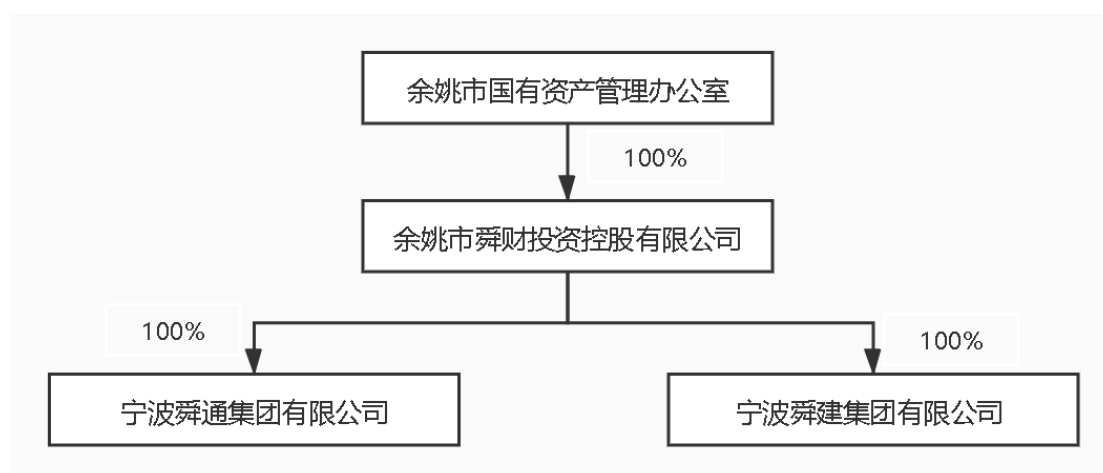 余姚市国有资产管理办公室
100%
余姚市舜财投资控股有限公司
100%
100%
宁波舜通集团有限公司
宁波舜建集团有限公司